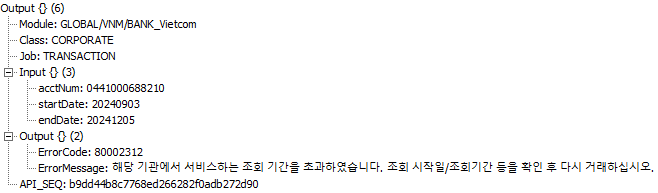 Output {} (6)
Module: GLOBAL/VNM/BANK_Vietcom
Class: CORPORATE
Job: TRANSACTION
Input {} (3)
acctNum: 0441000688210
startDate: 20240903
endDate: 20241205
Output {} (2)
ErrorCode: 80002312
ErrorMessage: 해당 기관에서 서비스하는 조회 기간을 초과하였습니다. 조회 시작일/조회기간 등을 확인 후 다시 거래하십시오.
API_SEQ: b9dd44b8c7768ed266282f0adb272d90